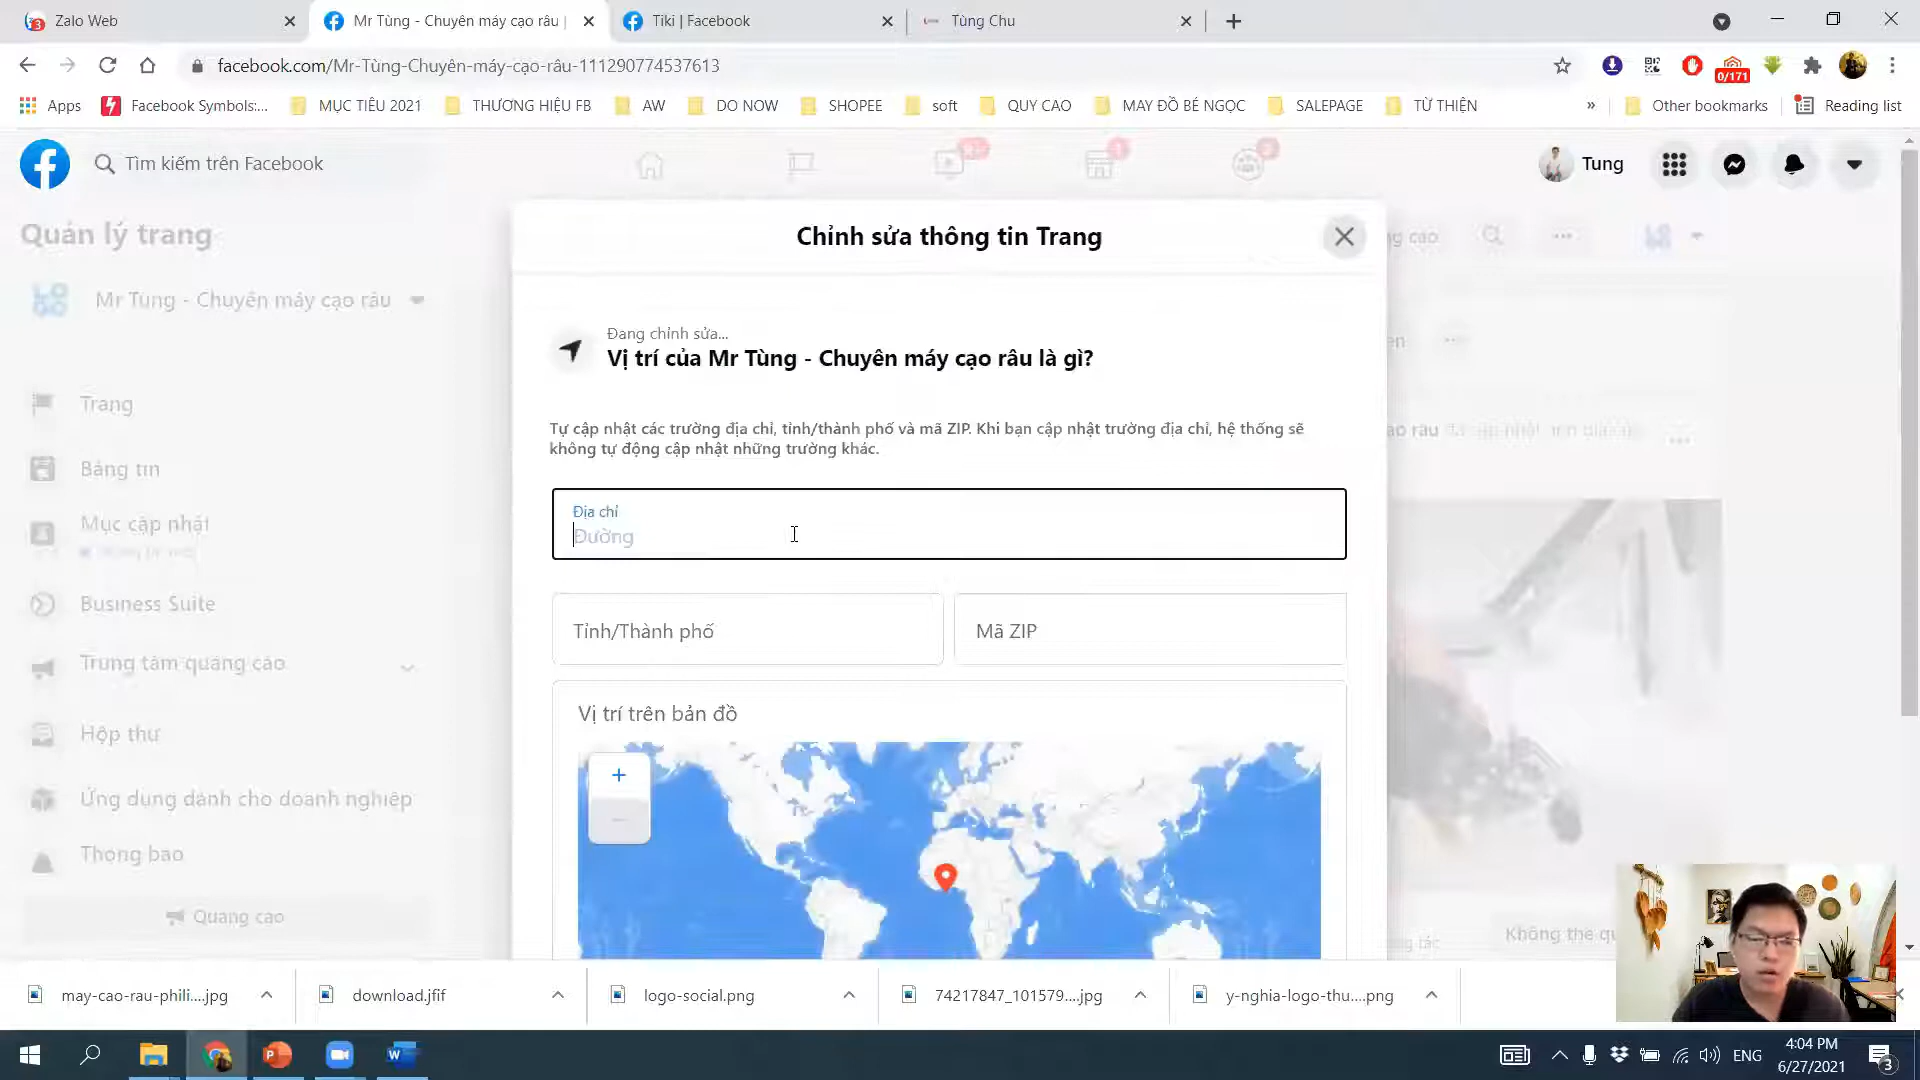 Zalo Web
Mr Tùng - Chuyên máy cạo râu |
Tiki | Facebook
Tùng Chu
facebook.com/Mr-Tùng-Chuyên-máy-cạo-râu-111290774537613
0/171
Apps
Facebook Symbols:...
MỤC TIÊU 2021
THƯƠNG HIỆU FB
AW
DO NOW
SHOPEE
soft
QUY CAO
MAY ĐỒ BÉ NGỌC
SALEPAGE
TỪ THIỆN
»
Other bookmarks
Reading list
Tìm kiếm trên Facebook
Tung
Quản lý trang
Chỉnh sửa thông tin Trang
Mr Tùng - Chuyên máy cạo râu
Đang chỉnh sửa...
Vị trí của Mr Tùng - Chuyên máy cạo râu là gì?
Trang
Tự cập nhật các trường địa chỉ, tỉnh/thành phố và mã ZIP. Khi bạn cập nhật trường địa chỉ, hệ thống sẽ
không tự động cập nhật những trường khác.
Bảng tin
Địa chỉ
Đường
Mục cập nhật
Business Suite
Tỉnh/Thành phố
Mã ZIP
Trung tâm quảng cáo
Vị trí trên bản đồ
Hộp thư
Ứng dụng dành cho doanh nghiệp
Thông báo
Quảng cáo
may-cao-rau-phili....jpg
download.jfif
logo-social.png
74217847_101579....jpg
y-nghia-logo-thu....png
ENG
4:04 PM
6/27/2021
3